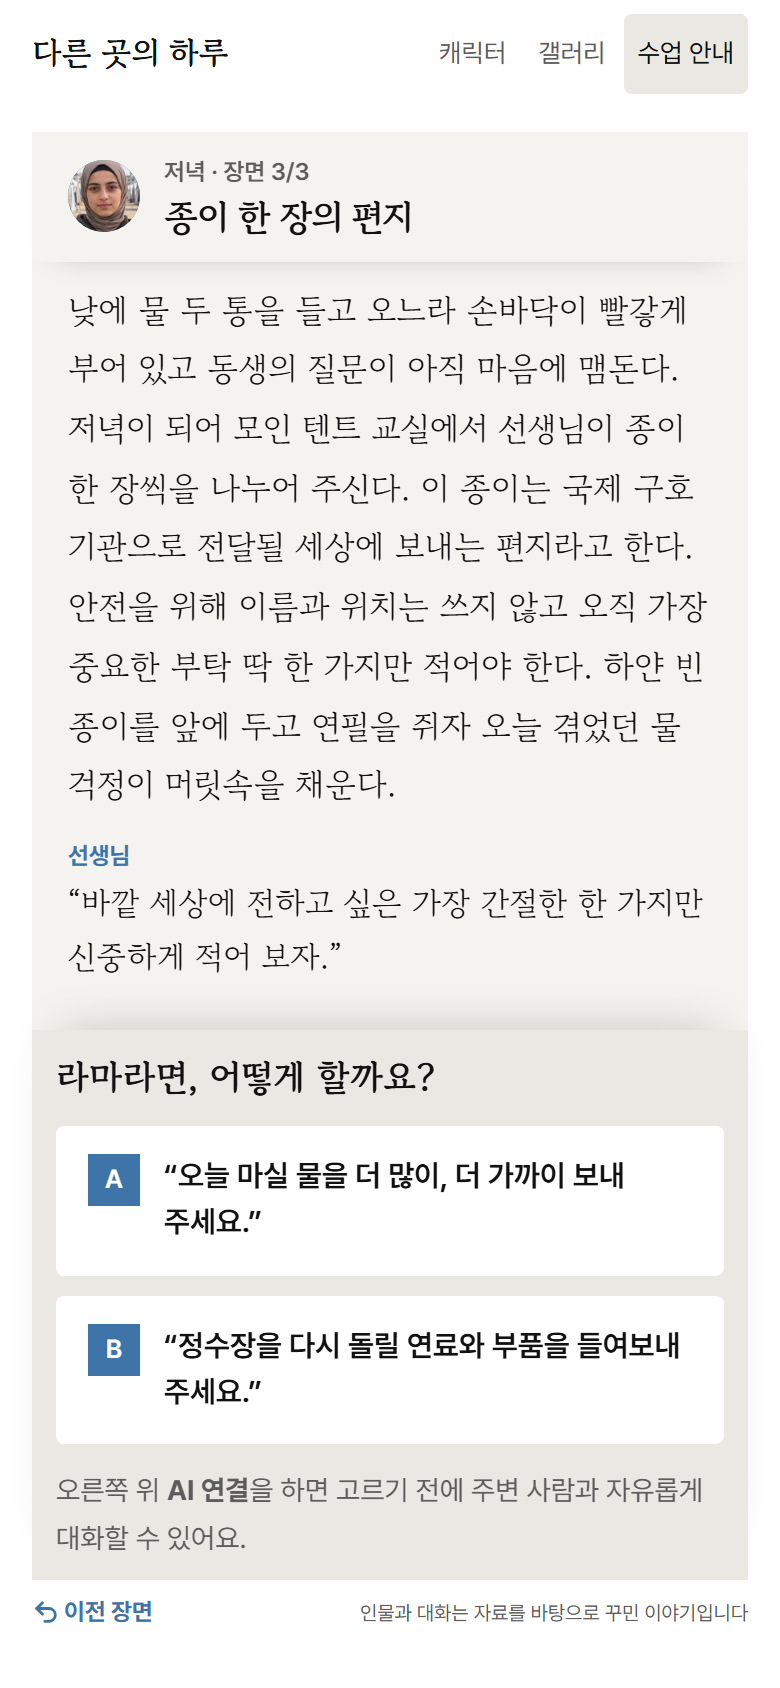 다른 곳의 하루
캐릭터 갤러리 수업 안내
저녁 · 장면 3/3
종이 한 장의 편지
낮에 물 두 통을 들고 오느라 손바닥이 빨갛게
부어 있고 동생의 질문이 아직 마음에 맴돈다.
저녁이 되어 모인 텐트 교실에서 선생님이 종이
한 장씩을 나누어 주신다. 이 종이는 국제 구호
기관으로 전달될 세상에 보내는 편지라고 한다.
안전을 위해 이름과 위치는 쓰지 않고 오직 가장
중요한 부탁 딱 한 가지만 적어야 한다. 하얀 빈
종이를 앞에 두고 연필을 쥐자 오늘 겪었던 물
걱정이 머릿속을 채운다.
선생님
“바깥 세상에 전하고 싶은 가장 간절한 한 가지만
신중하게 적어 보자.”
라마라면, 어떻게 할까요?
A “오늘 마실 물을 더 많이, 더 가까이 보내
주세요.”
B “정수장을 다시 돌릴 연료와 부품을 들여보내
주세요.”
오른쪽 위 AI 연결을 하면 고르기 전에 주변 사람과 자유롭게
대화할 수 있어요.
이전 장면 인물과 대화는 자료를 바탕으로 꾸민 이야기입니다